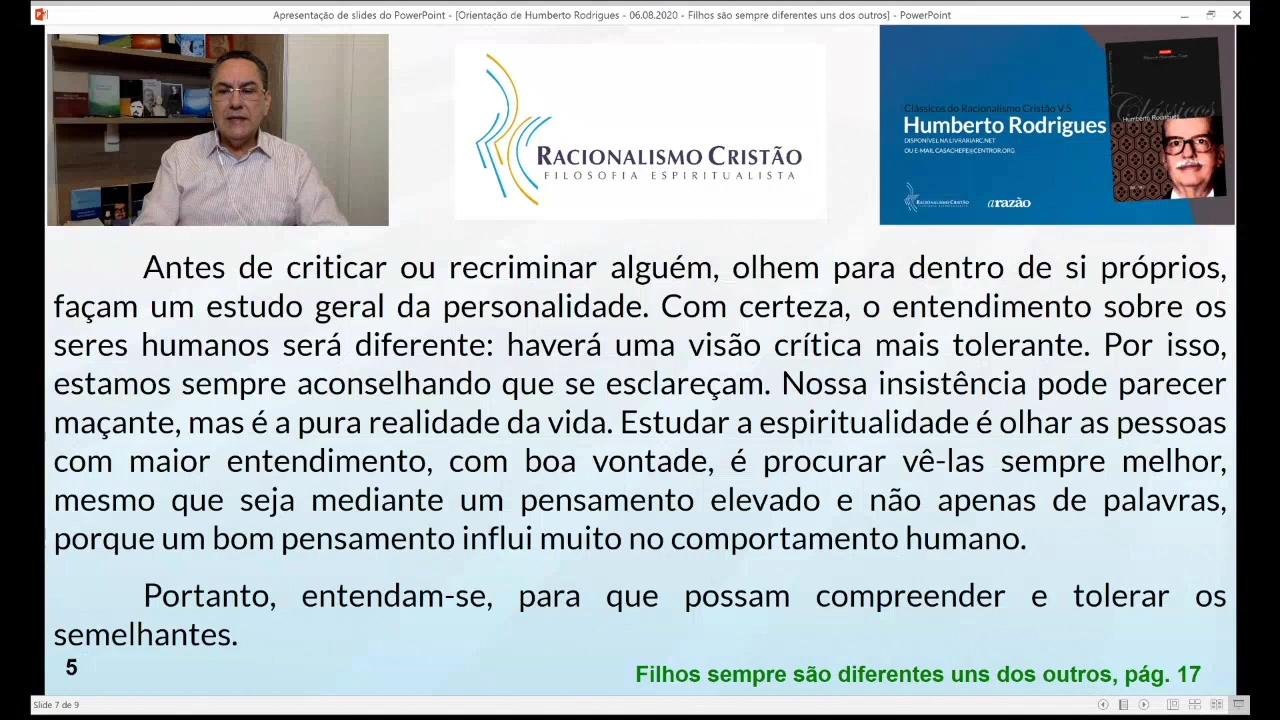 Apresentação de slides do PowerPoint - [Orientação de Humberto Rodrigues - 06.08.2020 - Filhos são sempre diferentes uns dos outros] - PowerPoint
RACIONALISMO CRISTÃO
FILOSOFIA ESPIRITUALISTA
Clássicos do Racionalismo Cristão V.5
Humberto Rodrigues
DISPONÍVEL NA LIVRARIARC.NET
OU E-MAIL CASACHEFE@CENTROR.ORG.
RACIONALISMO CRISTÃO
arazão
Clássicos
Humberto Rodrigues
Antes de criticar ou recriminar alguém, olhem para dentro de si próprios,
façam um estudo geral da personalidade. Com certeza, o entendimento sobre os
seres humanos será diferente: haverá uma visão crítica mais tolerante. Por isso,
estamos sempre aconselhando que se esclareçam. Nossa insistência pode parecer
maçante, mas é a pura realidade da vida. Estudar a espiritualidade é olhar as pessoas
com maior entendimento, com boa vontade, é procurar vê-las sempre melhor,
mesmo que seja mediante um pensamento elevado e não apenas de palavras,
porque um bom pensamento influi muito no comportamento humano.
Portanto, entendam-se, para que possam compreender e tolerar os
semelhantes.
5
Filhos sempre são diferentes uns dos outros, pág. 17
Slide 7 de 9